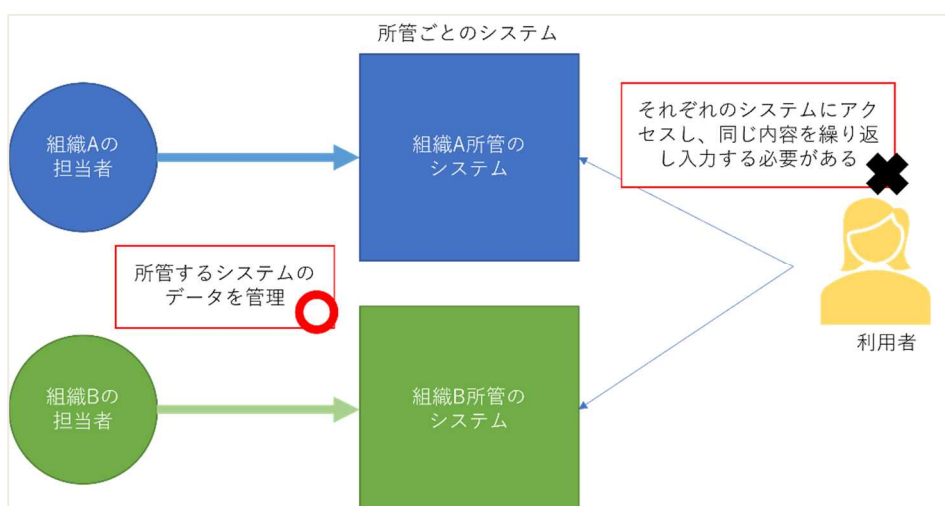 所管ごとのシステム
組織Aの
担当者
組織A所管の
システム
それぞれのシステムにアク
セスし、同じ内容を繰り返
し入力する必要がある
所管するシステムの
データを管理
利用者
組織Bの
担当者
組織B所管の
システム